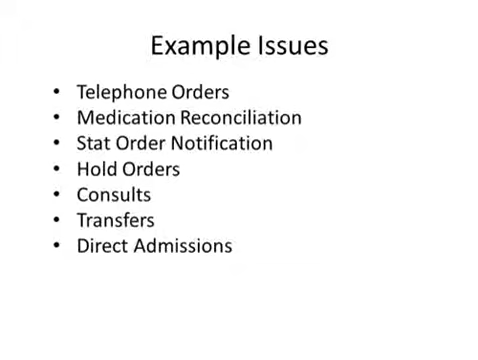 Example Issues
• Telephone Orders
• Medication Reconciliation
• Stat Order Notification
• Hold Orders
• Consults
• Transfers
• Direct Admissions